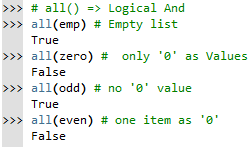 >>> # all() => Logical And
>>> all(emp) # Empty list
True
>>> all(zero) #  only '0' as Values
False
>>> all(odd) # no '0' value
True
>>> all(even) # one item as '0'
False